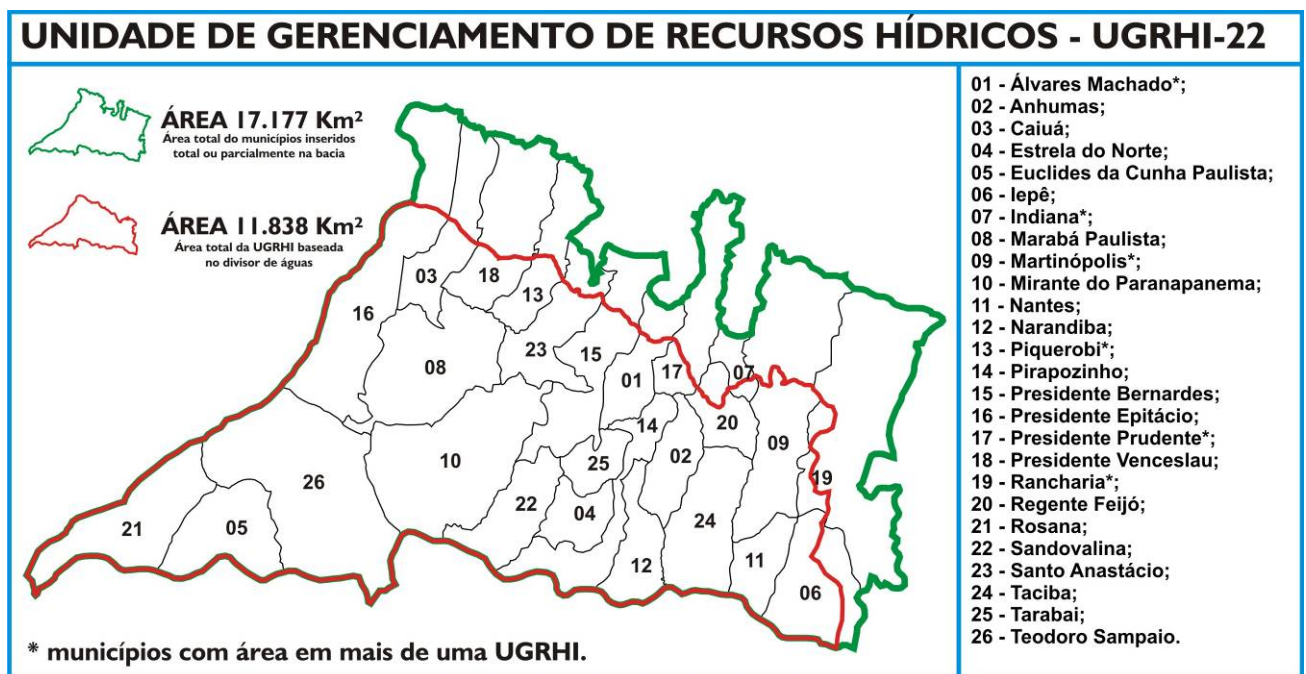 UNIDADE DE GERENCIAMENTO DE RECURSOS HÍDRICOS - UGRHI-22
ÁREA 17.177 Km²
Área total do municípios inseridos
total ou parcialmente na bacia
ÁREA 11.838 Km²
Área total da UGRHI baseada
no divisor de águas
03
18
13
16
23
15
08
01
17
07
14
20
09
02
10
25
19
26
22
04
24
21
05
12
11
06
* municípios com área em mais de uma UGRHI.
01 - Álvares Machado*;
02 - Anhumas;
03 - Caiuá;
04 - Estrela do Norte;
05 - Euclides da Cunha Paulista;
06 - Iepê;
07 - Indiana*;
08 - Marabá Paulista;
09 - Martinópolis*;
10 - Mirante do Paranapanema;
11 - Nantes;
12 - Narandiba;
13 - Piquerobi*;
14 - Pirapozinho;
15 - Presidente Bernardes;
16 - Presidente Epitácio;
17 - Presidente Prudente*;
18 - Presidente Venceslau;
19 - Rancharia*;
20 - Regente Feijó;
21 - Rosana;
22 - Sandovalina;
23 - Santo Anastácio;
24 - Taciba;
25 - Tarabai;
26 - Teodoro Sampaio.